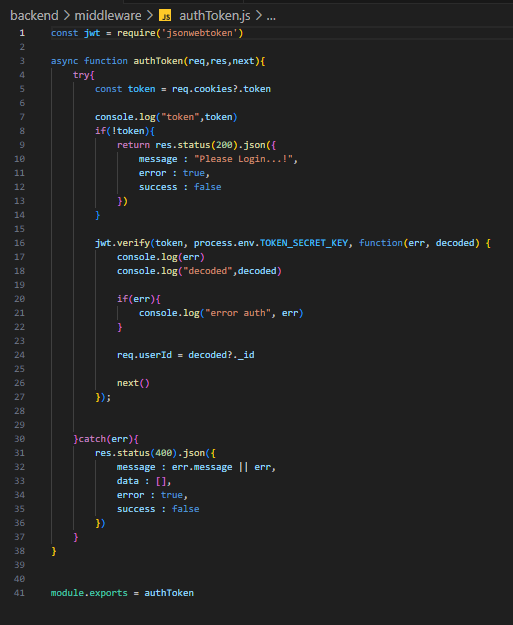 backend > middleware > JS authToken.js > ...
1 const jwt = require('jsonwebtoken')
2
3 async function authToken(req,res,next){
4     try{
5         const token = req.cookies?.token
6
7         console.log("token",token)
8         if(!token){
9             return res.status(200).json({
10                 message : "Please Login...!",
11                 error : true,
12                 success : false
13             })
14         }
15
16         jwt.verify(token, process.env.TOKEN_SECRET_KEY, function(err, decoded) {
17             console.log(err)
18             console.log("decoded",decoded)
19
20             if(err){
21                 console.log("error auth", err)
22             }
23
24             req.userId = decoded?._id
25
26             next()
27         });
28
29
30     }catch(err){
31         res.status(400).json({
32             message : err.message || err,
33             data : [],
34             error : true,
35             success : false
36         })
37     }
38 }
39
40
41 module.exports = authToken